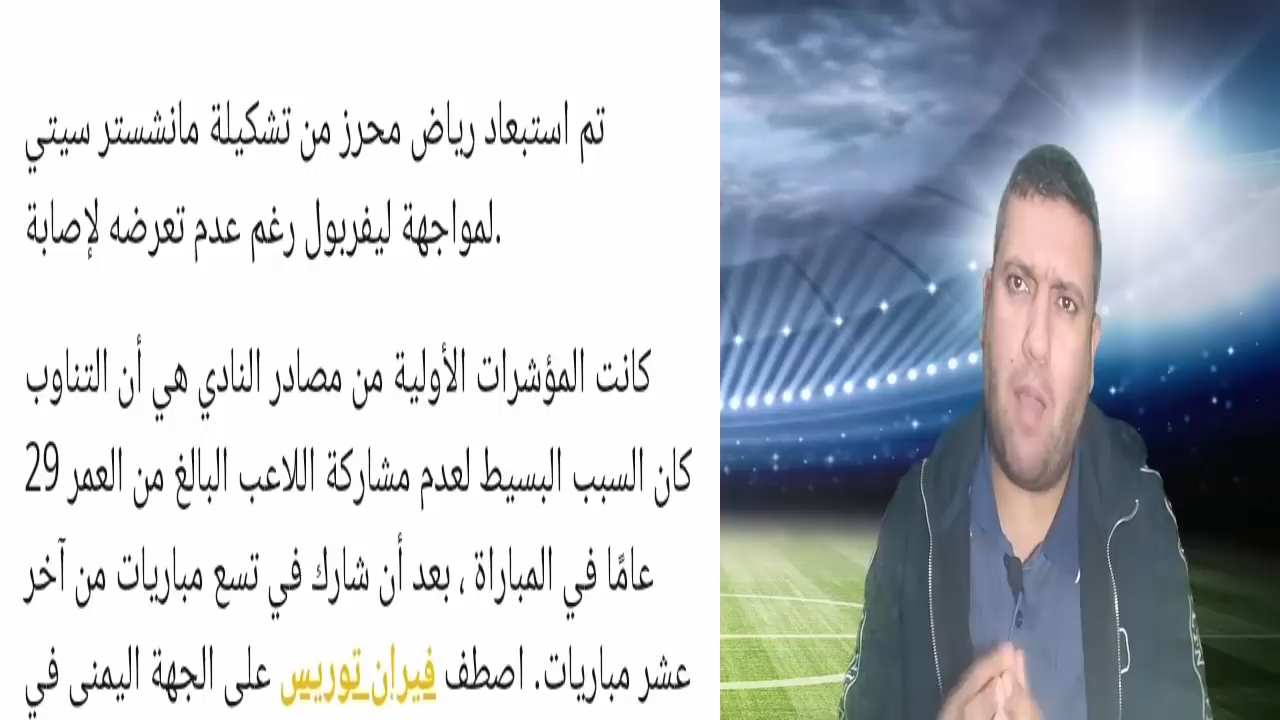 تم استبعاد رياض محرز من تشكيلة مانشستر سيتي
لمواجهة ليفربول رغم عدم تعرضه لإصابة.
كانت المؤشرات الأولية من مصادر النادي هي أن التناوب
كان السبب البسيط لعدم مشاركة اللاعب البالغ من العمر 29
عامًا في المباراة ، بعد أن شارك في تسع مباريات من آخر
عشر مباريات. اصطف فيران توريس على الجهة اليمنى في